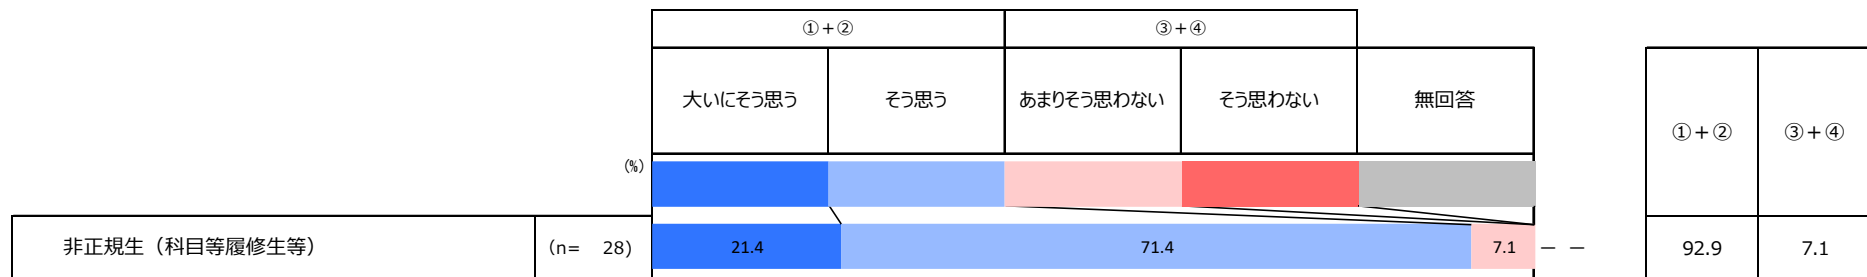 ①+② ③+④
大いにそう思う そう思う あまりそう思わない そう思わない 無回答
①+② ③+④
(%)
非正規生（科目等履修生等） (n= 28) 21.4 71.4 7.1 － － 92.9 7.1